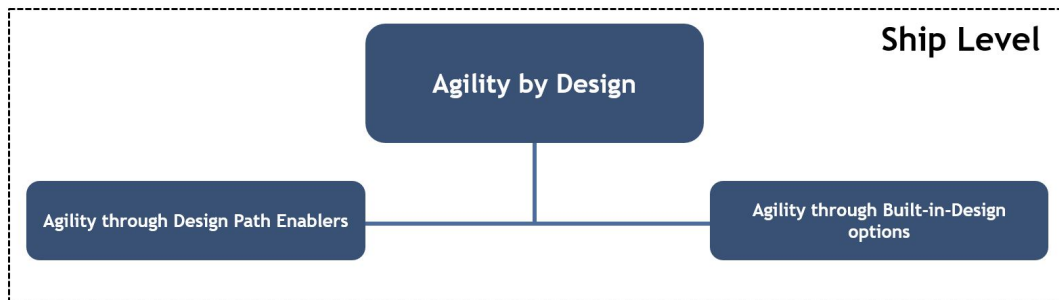 Ship Level
Agility by Design
Agility through Design Path Enablers
Agility through Built-in-Design
options